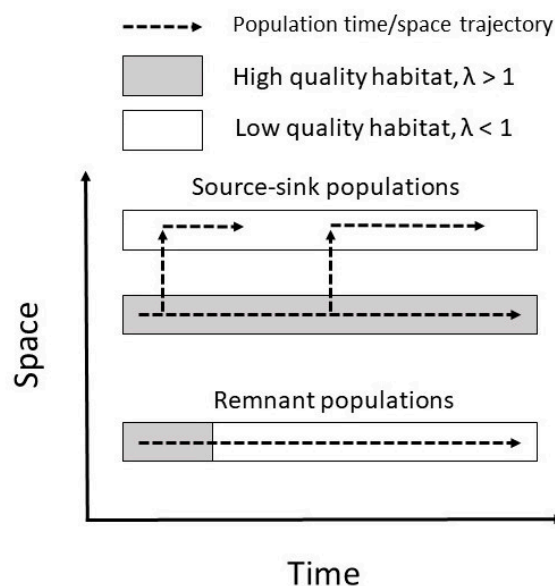 Population time/space trajectory
High quality habitat, λ > 1
Low quality habitat, λ < 1
Source-sink populations
Space
Remnant populations
Time